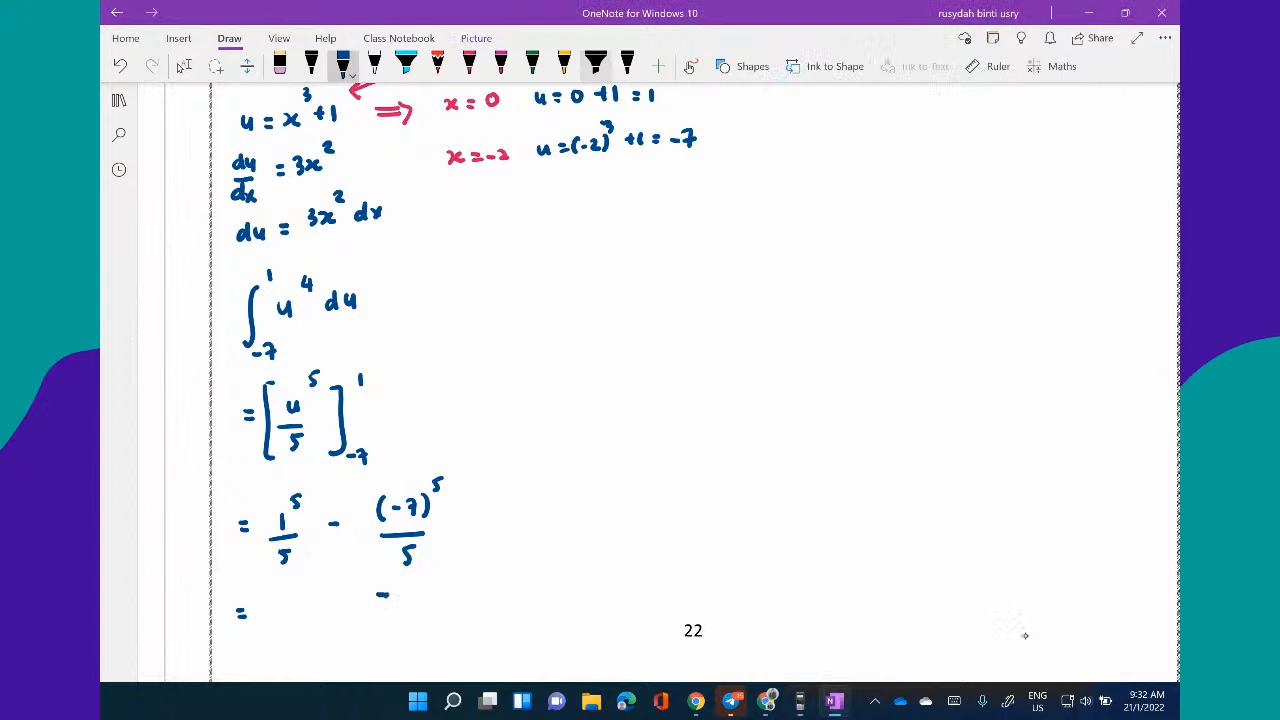 OneNote for Windows 10
rusydah binti usry
Home Insert Draw View Help Class Notebook Picture
Share
Shapes Ink to Shape Ink to Text Ruler Maths
u = x³ + 1 ⇒ x = 0 u = 0 + 1 = 1
x = -2 u = (-2)³ + 1 = -7
du/dx = 3x²
du = 3x² dx
∫₋₇¹ u⁴ du
= [u⁵/5]₋₇¹
= 1⁵/5 - (-7)⁵/5
= -
22
15
ENG
US
9:32 AM
21/1/2022